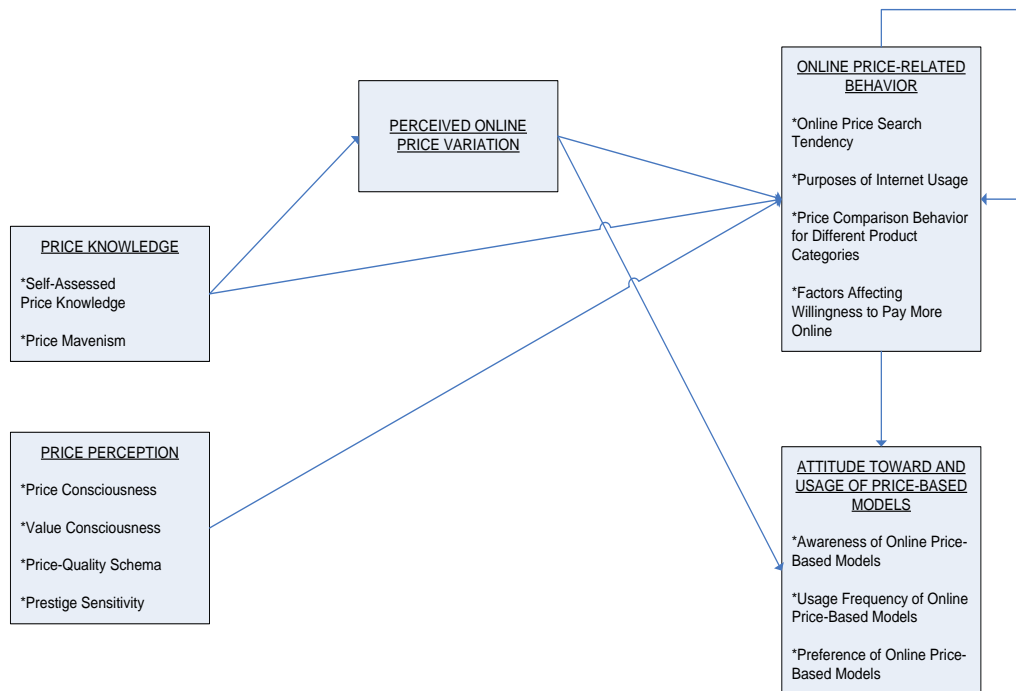 PERCEIVED ONLINE
PRICE VARIATION
PRICE KNOWLEDGE
*Self-Assessed
Price Knowledge
*Price Mavenism
PRICE PERCEPTION
*Price Consciousness
*Value Consciousness
*Price-Quality Schema
*Prestige Sensitivity
ONLINE PRICE-RELATED
BEHAVIOR
*Online Price Search
Tendency
*Purposes of Internet Usage
*Price Comparison Behavior
for Different Product
Categories
*Factors Affecting
Willingness to Pay More
Online
ATTITUDE TOWARD AND
USAGE OF PRICE-BASED
MODELS
*Awareness of Online Price-
Based Models
*Usage Frequency of Online
Price-Based Models
*Preference of Online Price-
Based Models